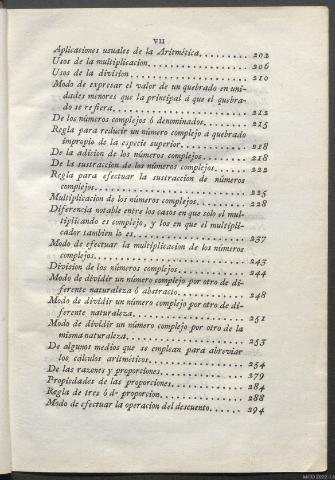 VII
Aplicaciones usuales de la Aritmética......... 202
Usos de la multiplicacion.................. 206
Usos de la division..................... 210
Modo de expresar el valor de un quebrado en uni-
dades menores que la principal á que el quebra-
do se refiera........................ 212
De los números complejos ó denominados........ 215
Regla para reducir un número complejo á quebrado
impropio de la especie superior............. 218
De la adicion de los números complejos........ 218
De la sustraccion de los números complejos..... 222
Regla para efectuar la sustraccion de números
complejos........................... 225
Multiplicacion de los números complejos........ 228
Diferencia notable entre los casos en que solo el mul-
tiplicando es complejo, y los en que el multipli-
cador tambien lo es.................... 237
Modo de efectuar la multiplicacion de los números
complejos........................... 243
Division de los números complejos............ 244
Modo de dividir un número complejo por otro de di-
ferente naturaleza ó abstracto............. 248
Modo de dividir un número complejo por otro de di-
ferente naturaleza..................... 251
Modo de dividir un número complejo por otro de la
misma naturaleza...................... 253
De algunos medios que se emplean para abreviar
los cálculos aritméticos................. 254
De las razones y proporciones............... 279
Propiedades de las proporciones.............. 284
Regla de tres ó de proporcion............... 288
Modo de efectuar la operacion del descuento...... 294